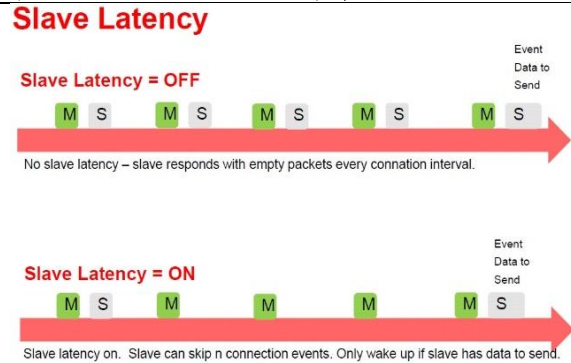 Slave Latency
Event
Data to
Send
Slave Latency = OFF
M S M S M S M S M S
No slave latency – slave responds with empty packets every connation interval.
Event
Data to
Send
Slave Latency = ON
M S M M M M S
Slave latency on. Slave can skip n connection events. Only wake up if slave has data to send.